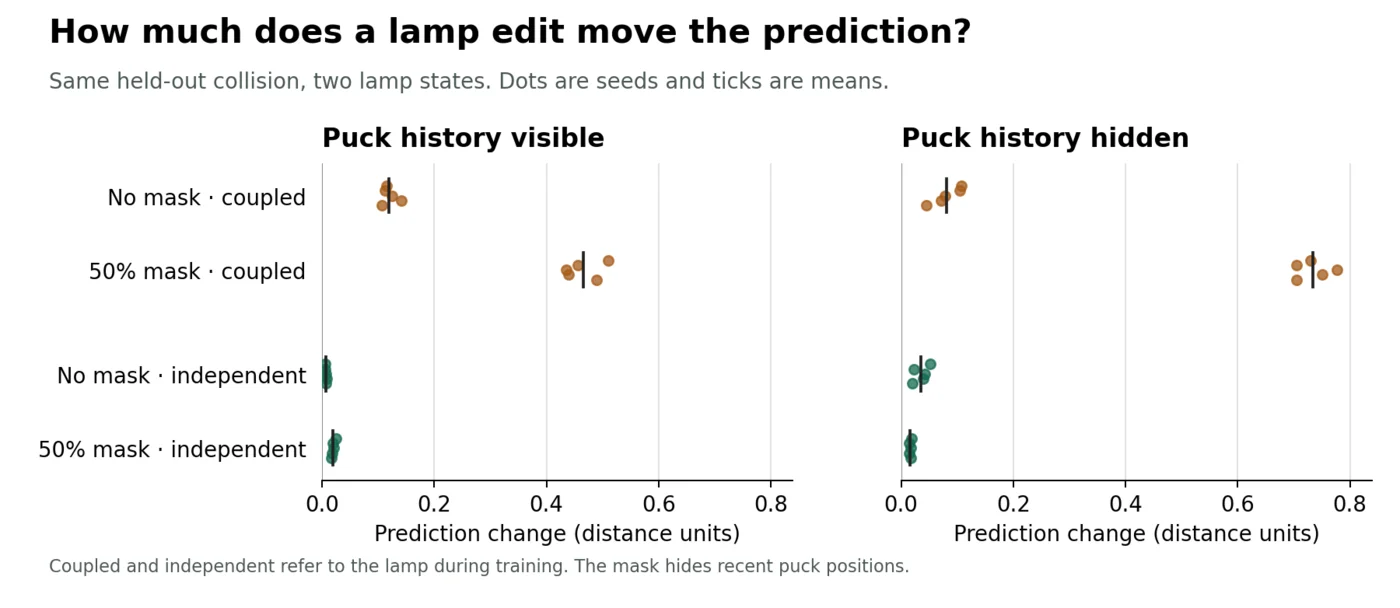 How much does a lamp edit move the prediction?
Same held-out collision, two lamp states. Dots are seeds and ticks are means.
Puck history visible
Puck history hidden
No mask · coupled
50% mask · coupled
No mask · independent
50% mask · independent
0.0 0.2 0.4 0.6 0.8
0.0 0.2 0.4 0.6 0.8
Prediction change (distance units)
Prediction change (distance units)
Coupled and independent refer to the lamp during training. The mask hides recent puck positions.